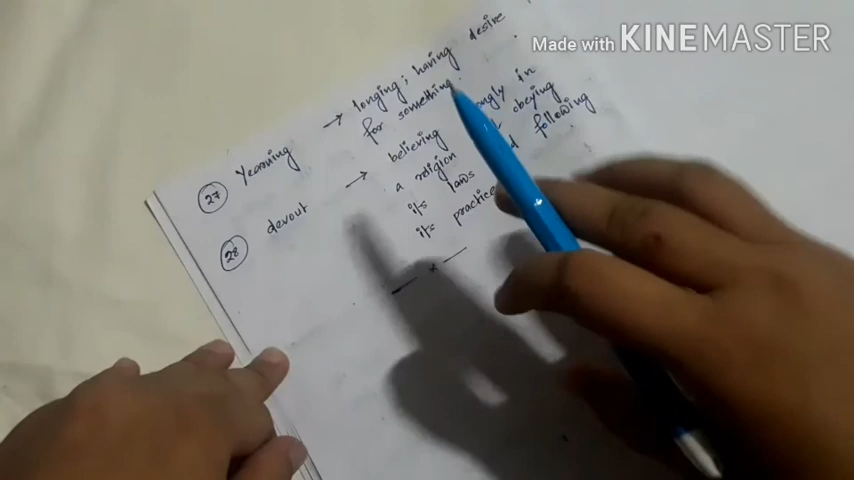 Made with KINEMASTER
27 Yearning → longing; having desire
for something.
28 devout → believing in
a religion obeying
its laws following
its practice
— x —